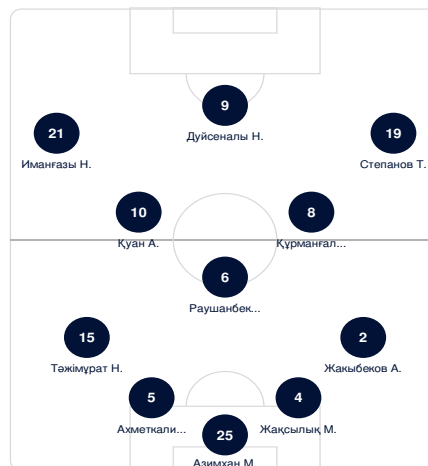 9
Дуйсеналы Н.
21
Иманғазы Н.
19
Степанов Т.
10
Қуан А.
8
Құрманғал...
6
Раушанбек...
15
Тәжімұрат Н.
2
Жакыбеков А.
5
Ахметкали...
4
Жақсылық М.
25
Азимхан М.